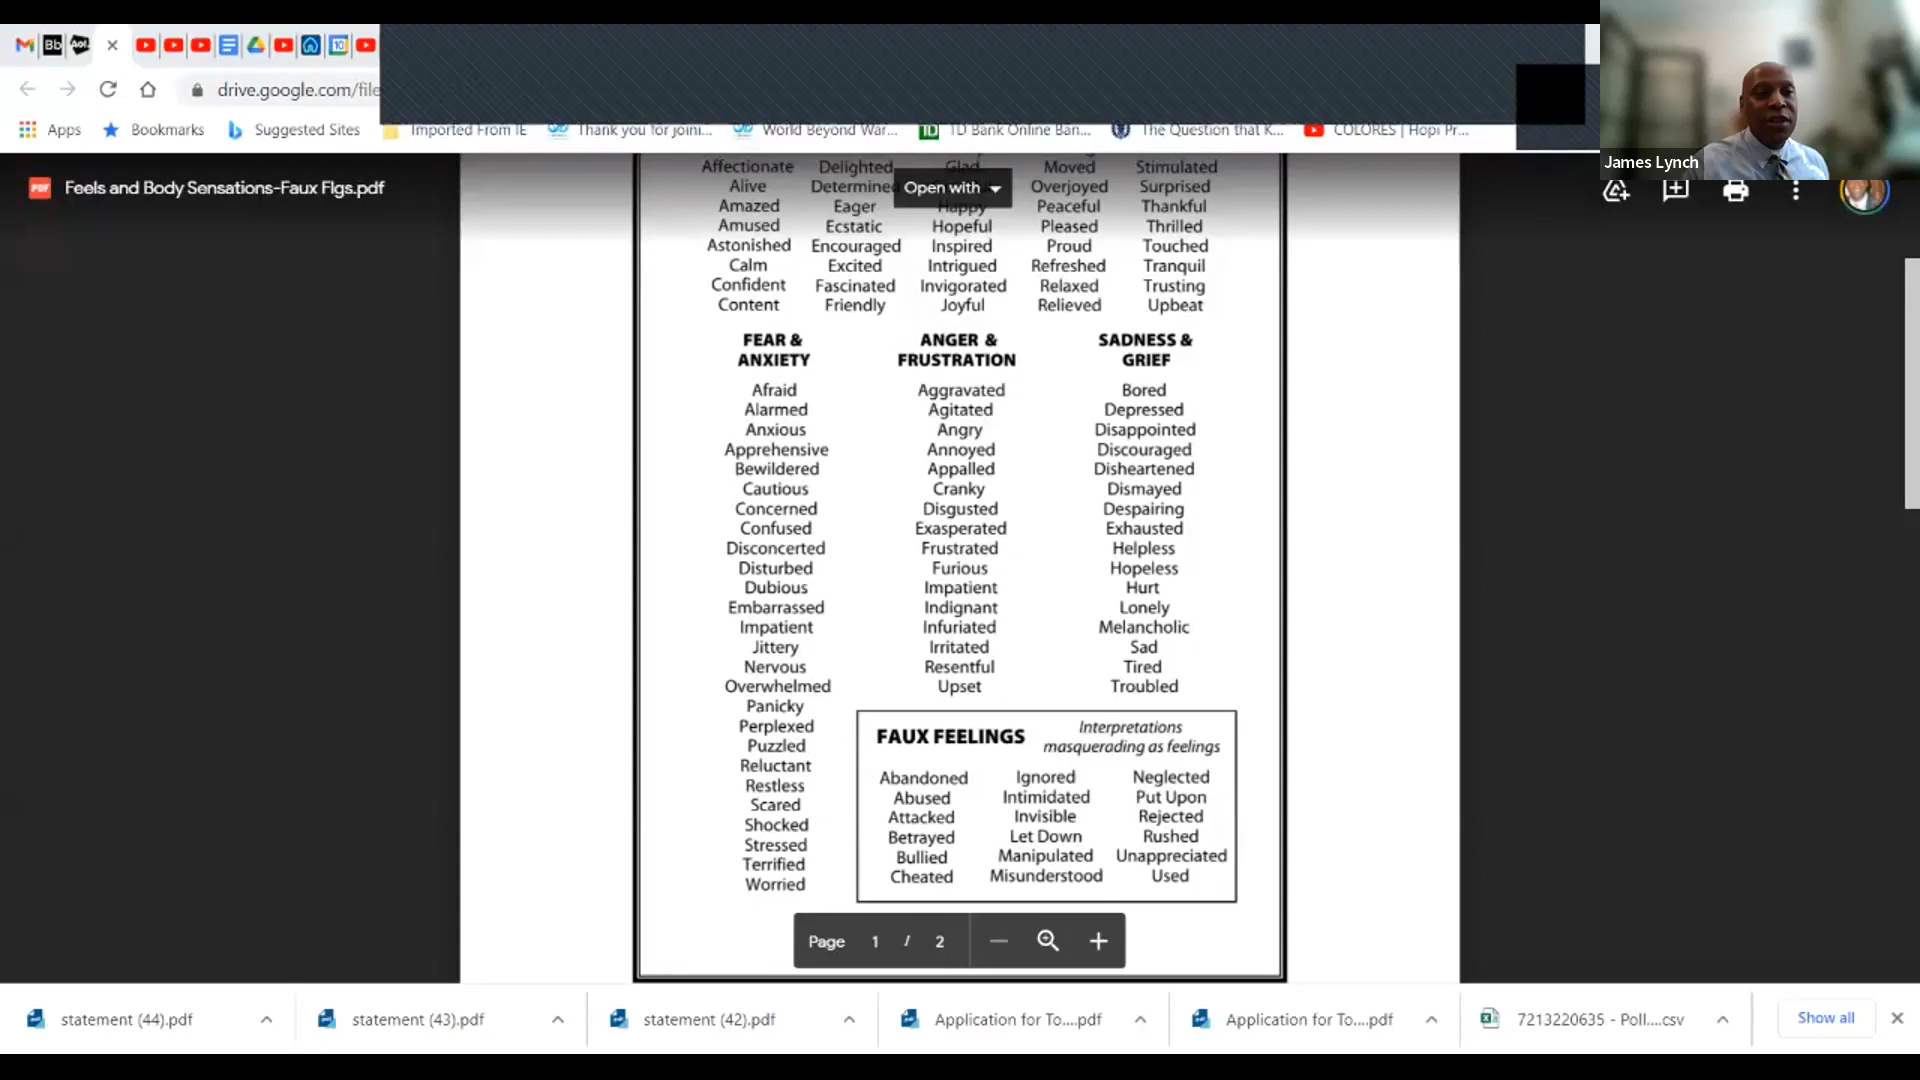 Bb
Aol.
10
drive.google.com/file
Apps
Bookmarks
Suggested Sites
Imported From IE
Thank you for joini...
World Beyond War...
TD Bank Online Ban...
The Question that K...
COLORES | Hopi Pr...
James Lynch
PDF
Feels and Body Sensations-Faux Flgs.pdf
Open with
Affectionate Delighted Glad Moved Stimulated
Alive Determined Overjoyed Surprised
Amazed Eager Happy Peaceful Thankful
Amused Ecstatic Hopeful Pleased Thrilled
Astonished Encouraged Inspired Proud Touched
Calm Excited Intrigued Refreshed Tranquil
Confident Fascinated Invigorated Relaxed Trusting
Content Friendly Joyful Relieved Upbeat
FEAR &
ANXIETY
Afraid
Alarmed
Anxious
Apprehensive
Bewildered
Cautious
Concerned
Confused
Disconcerted
Disturbed
Dubious
Embarrassed
Impatient
Jittery
Nervous
Overwhelmed
Panicky
Perplexed
Puzzled
Reluctant
Restless
Scared
Shocked
Stressed
Terrified
Worried
ANGER &
FRUSTRATION
Aggravated
Agitated
Angry
Annoyed
Appalled
Cranky
Disgusted
Exasperated
Frustrated
Furious
Impatient
Indignant
Infuriated
Irritated
Resentful
Upset
SADNESS &
GRIEF
Bored
Depressed
Disappointed
Discouraged
Disheartened
Dismayed
Despairing
Exhausted
Helpless
Hopeless
Hurt
Lonely
Melancholic
Sad
Tired
Troubled
FAUX FEELINGS
Interpretations
masquerading as feelings
Abandoned Ignored Neglected
Abused Intimidated Put Upon
Attacked Invisible Rejected
Betrayed Let Down Rushed
Bullied Manipulated Unappreciated
Cheated Misunderstood Used
Page 1 / 2
statement (44).pdf
statement (43).pdf
statement (42).pdf
Application for To....pdf
Application for To....pdf
7213220635 - Poll....csv
Show all